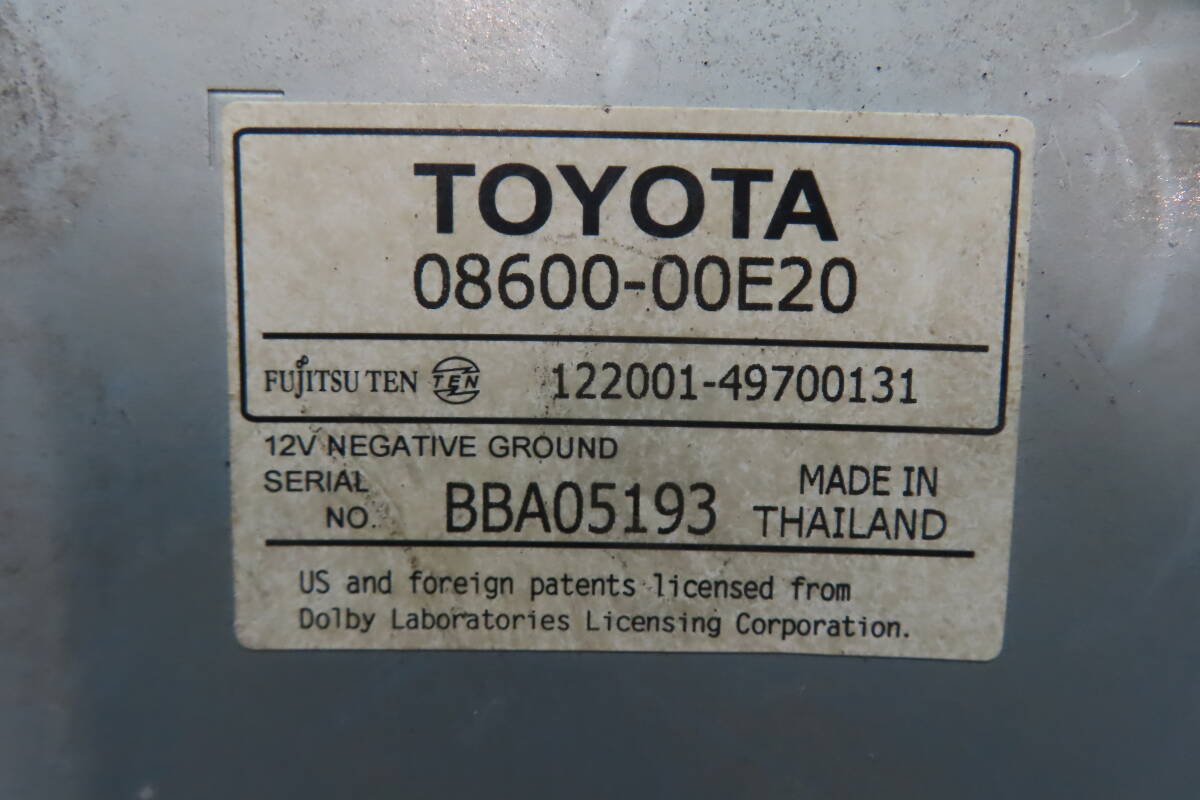 TOYOTA
08600-00E20
FUJITSU TEN TEN 122001-49700131
12V NEGATIVE GROUND
SERIAL NO. BBA05193 MADE IN THAILAND
US and foreign patents licensed from
Dolby Laboratories Licensing Corporation.